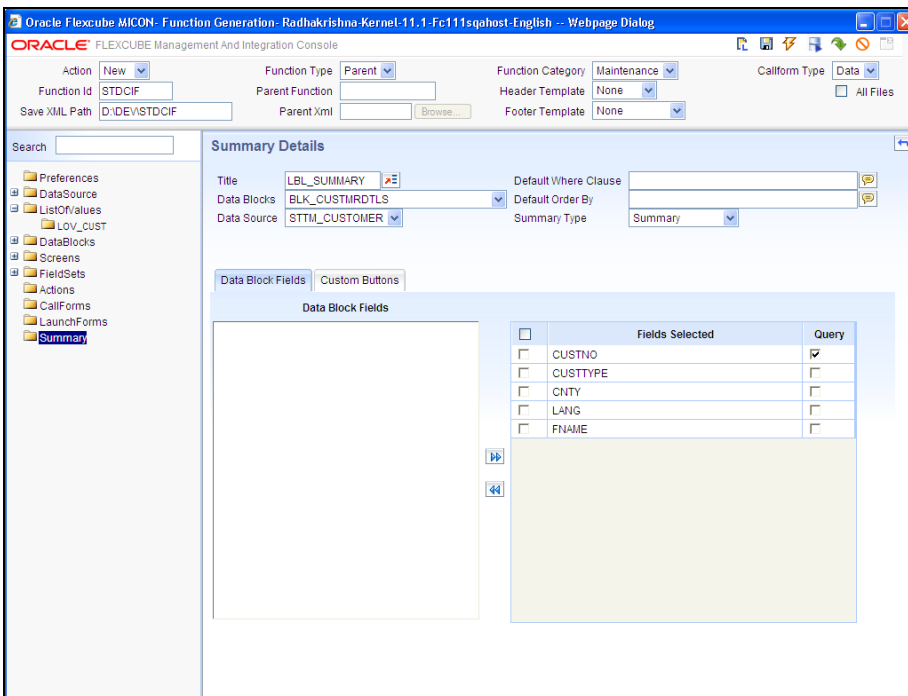 Oracle Flexcube MICON- Function Generation- Radhakrishna-Kernel-11.1-Fc111sqahost-English -- Webpage Dialog
ORACLE FLEXCUBE Management And Integration Console
Action New Function Type Parent Function Category Maintenance Callform Type Data
Function Id STDCIF Parent Function Header Template None All Files
Save XML Path D:\DEV\STDCIF Parent Xml Browse... Footer Template None
Search
Preferences
DataSource
ListOfValues
LOV_CUST
DataBlocks
Screens
FieldSets
Actions
CallForms
LaunchForms
Summary
Summary Details
Title LBL_SUMMARY Default Where Clause
Data Blocks BLK_CUSTMRDTLS Default Order By
Data Source STTM_CUSTOMER Summary Type Summary
Data Block Fields Custom Buttons
Data Block Fields
Fields Selected Query
CUSTNO
CUSTTYPE
CNTY
LANG
FNAME